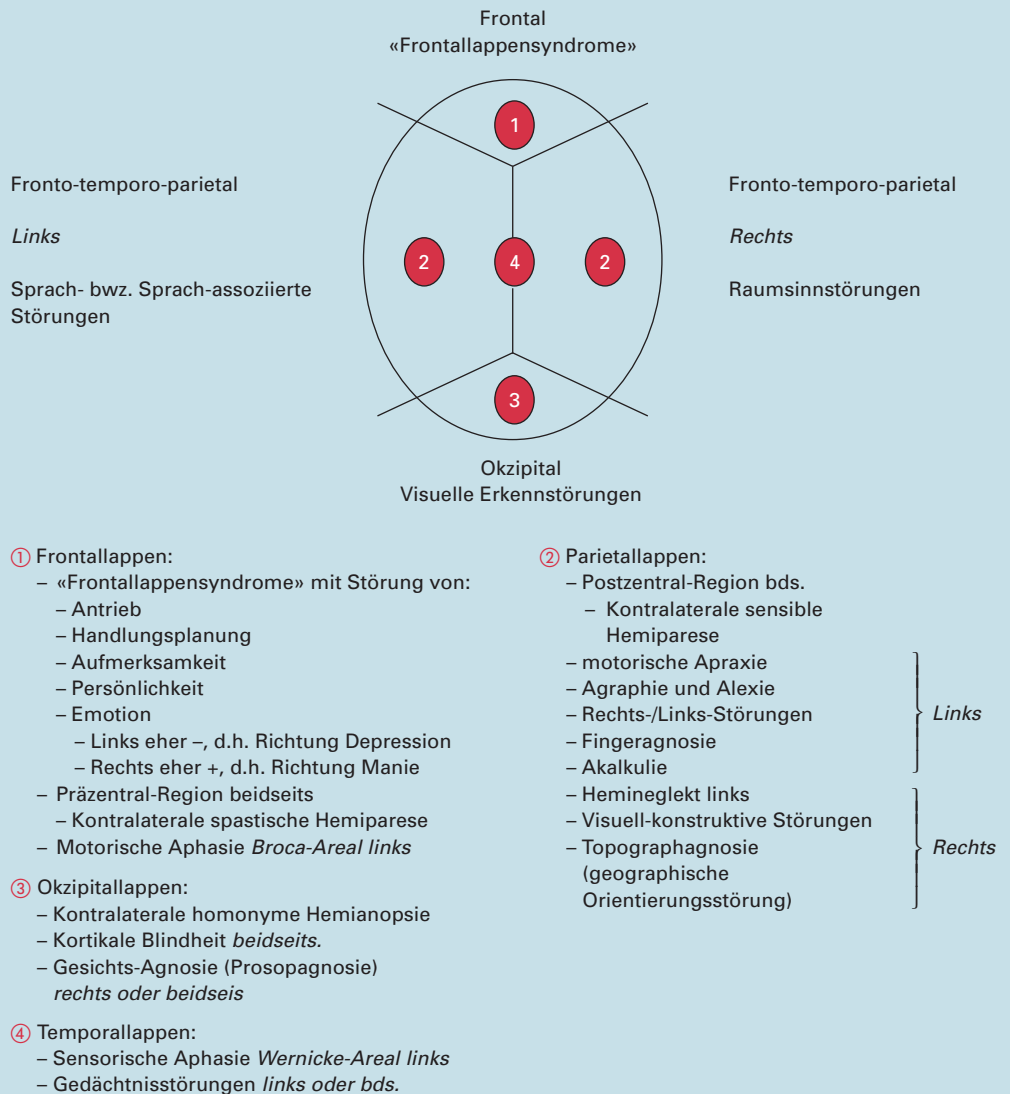 Frontal
«Frontallappensyndrome»
1
Fronto-temporo-parietal
Links
Sprach- bwz. Sprach-assoziierte
Störungen
2
4
2
Fronto-temporo-parietal
Rechts
Raumsinnstörungen
3
Okzipital
Visuelle Erkennstörungen
① Frontallappen:
– «Frontallappensyndrome» mit Störung von:
– Antrieb
– Handlungsplanung
– Aufmerksamkeit
– Persönlichkeit
– Emotion
– Links eher –, d.h. Richtung Depression
– Rechts eher +, d.h. Richtung Manie
– Präzentral-Region beidseits
– Kontralaterale spastische Hemiparese
– Motorische Aphasie Broca-Areal links
② Parietallappen:
– Postzentral-Region bds.
– Kontralaterale sensible
Hemiparese
– motorische Apraxie
– Agraphie und Alexie
– Rechts-/Links-Störungen
– Fingeragnosie
– Akalkulie
Links
– Hemineglekt links
– Visuell-konstruktive Störungen
– Topographagnosie
(geographische
Orientierungsstörung)
Rechts
③ Okzipitallappen:
– Kontralaterale homonyme Hemianopsie
– Kortikale Blindheit beidseits.
– Gesichts-Agnosie (Prosopagnosie)
rechts oder beidseis
④ Temporallappen:
– Sensorische Aphasie Wernicke-Areal links
– Gedächtnisstörungen links oder bds.